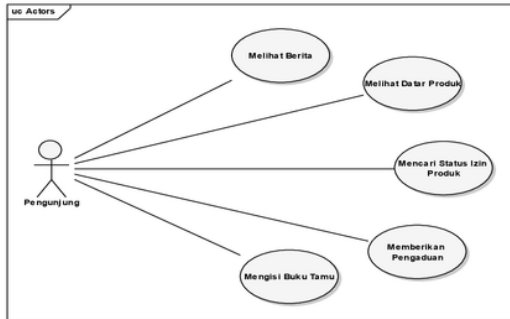 uc Actors
Melihat Berita
Melihat Datar Produk
Mencari Status Izin
Produk
Pengunjung
Memberikan
Pengaduan
Mengisi Buku Tamu